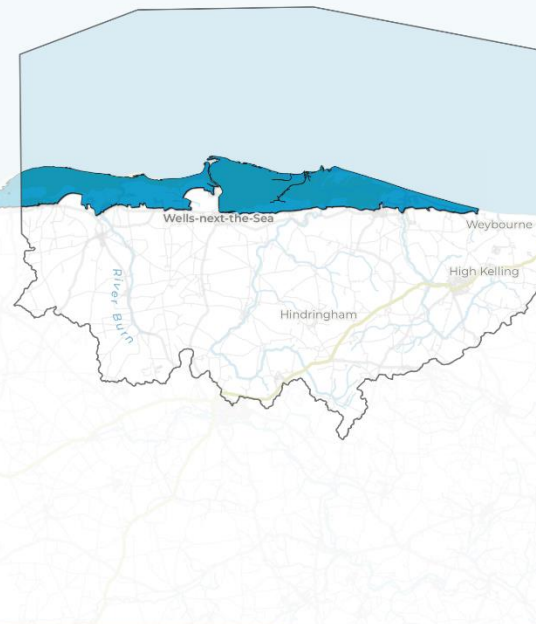 Wells-next-the-Sea
Weybourne
High Kelling
River Burn
Hindringham